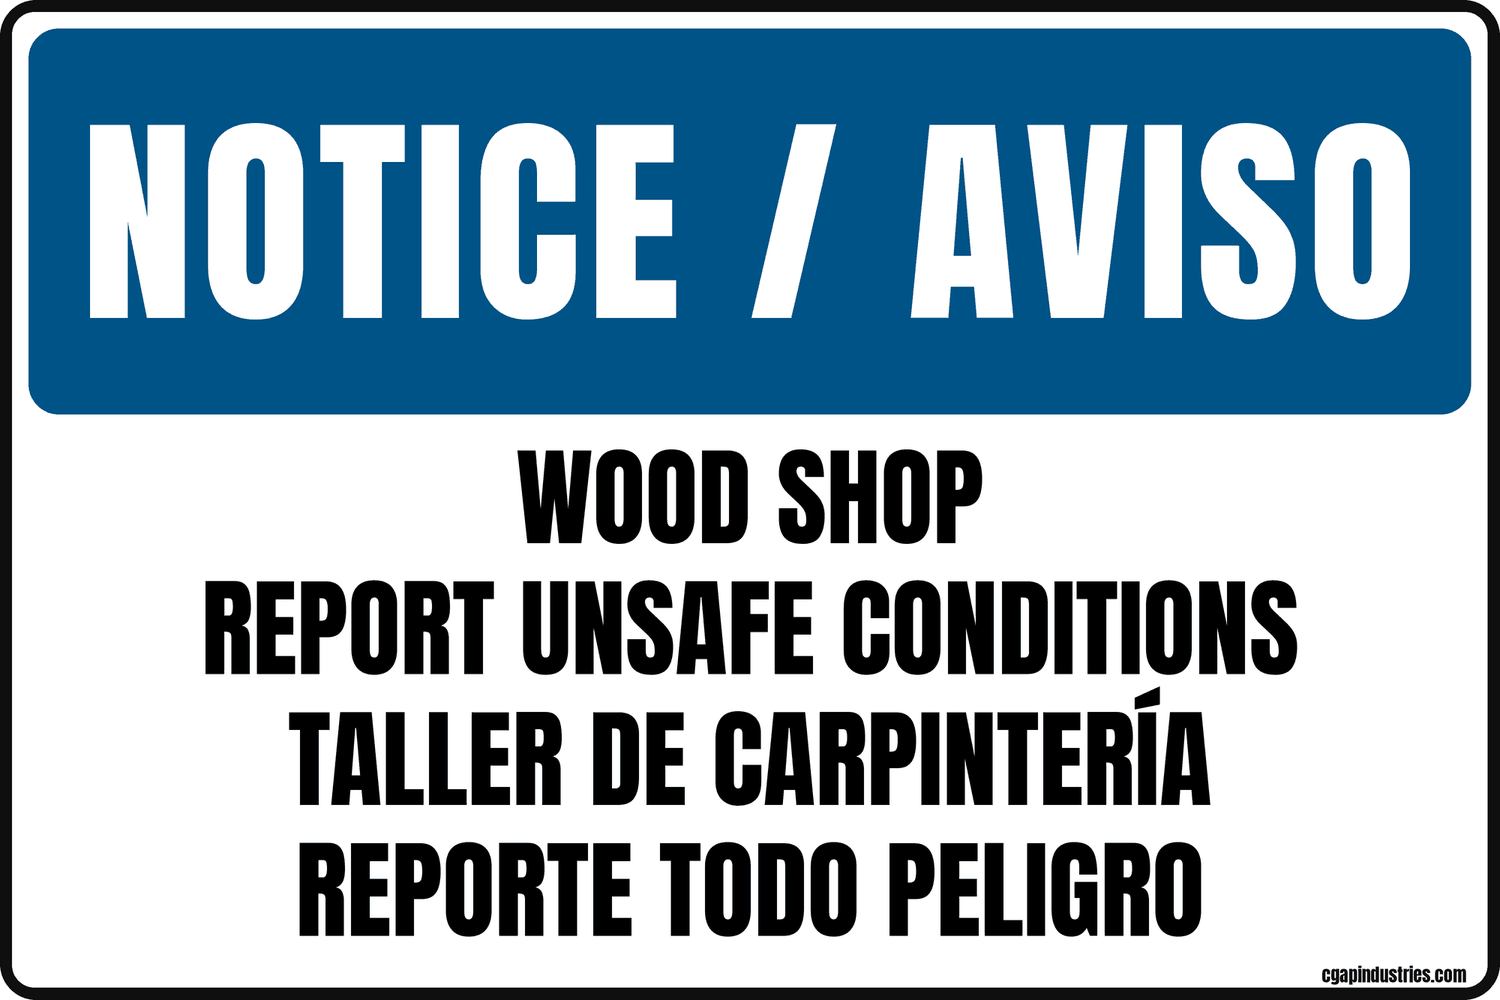 NOTICE / AVISO
WOOD SHOP
REPORT UNSAFE CONDITIONS
TALLER DE CARPINTERÍA
REPORTE TODO PELIGRO
cgapindustries.com